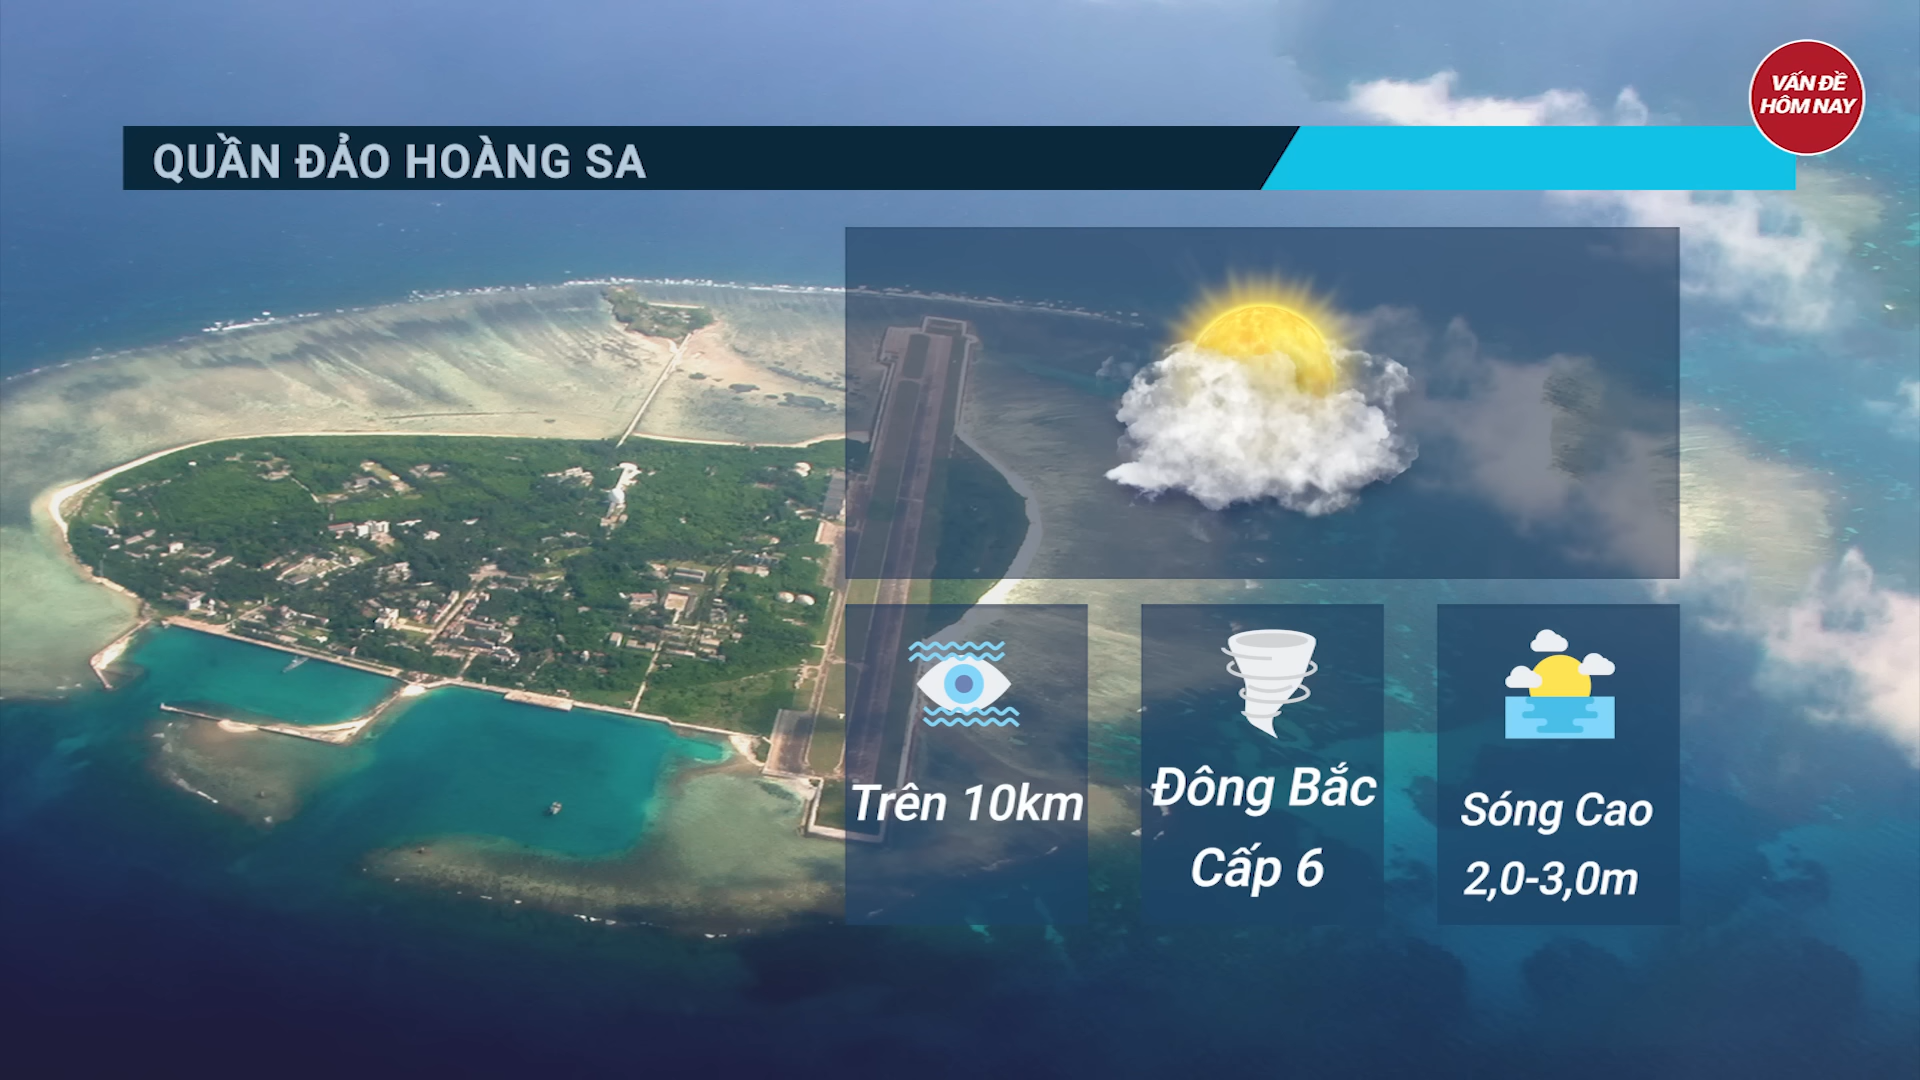 VẤN ĐỀ
HÔM NAY
QUẦN ĐẢO HOÀNG SA
Trên 10km
Đông Bắc
Cấp 6
Sóng Cao
2,0-3,0m